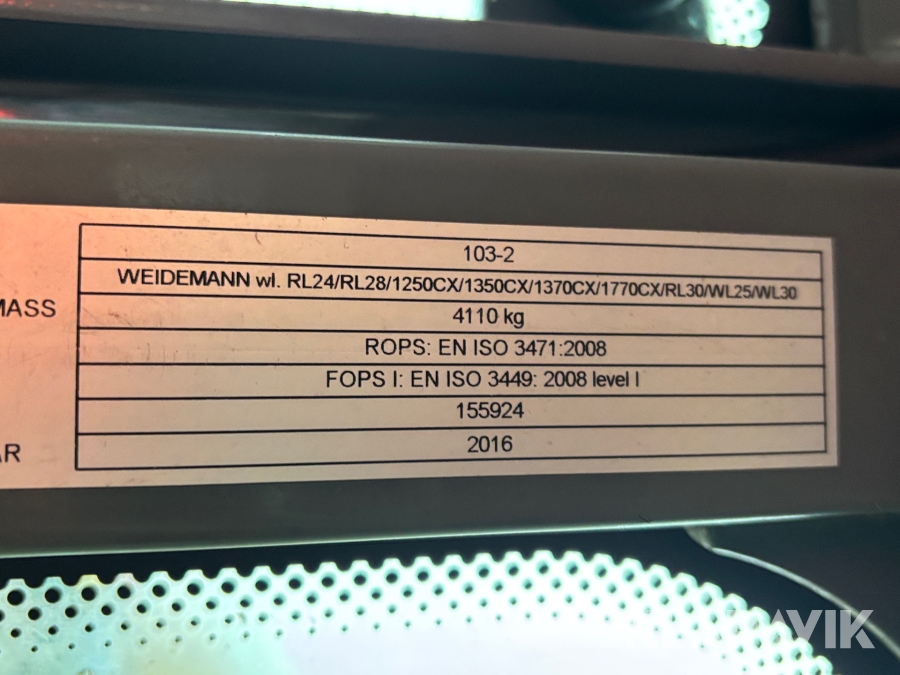 103-2
WEIDEMANN wl. RL24/RL28/1250CX/1350CX/1370CX/1770CX/RL30/WL25/WL30
MASS 4110 kg
ROPS: EN ISO 3471:2008
FOPS I: EN ISO 3449: 2008 level I
155924
AR 2016